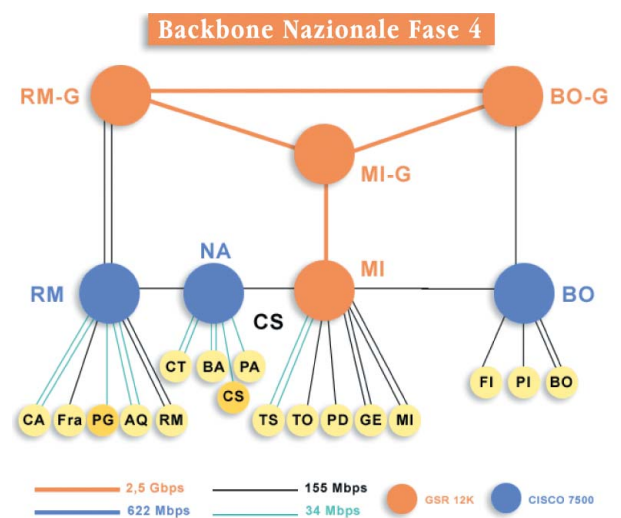 Backbone Nazionale Fase 4
RM-G
BO-G
MI-G
NA
MI
RM
BO
CS
CT
BA
PA
CS
FI
PI
BO
CA
Fra
PG
AQ
RM
TS
TO
PD
GE
MI
2,5 Gbps
155 Mbps
GSR 12K
CISCO 7500
622 Mbps
34 Mbps